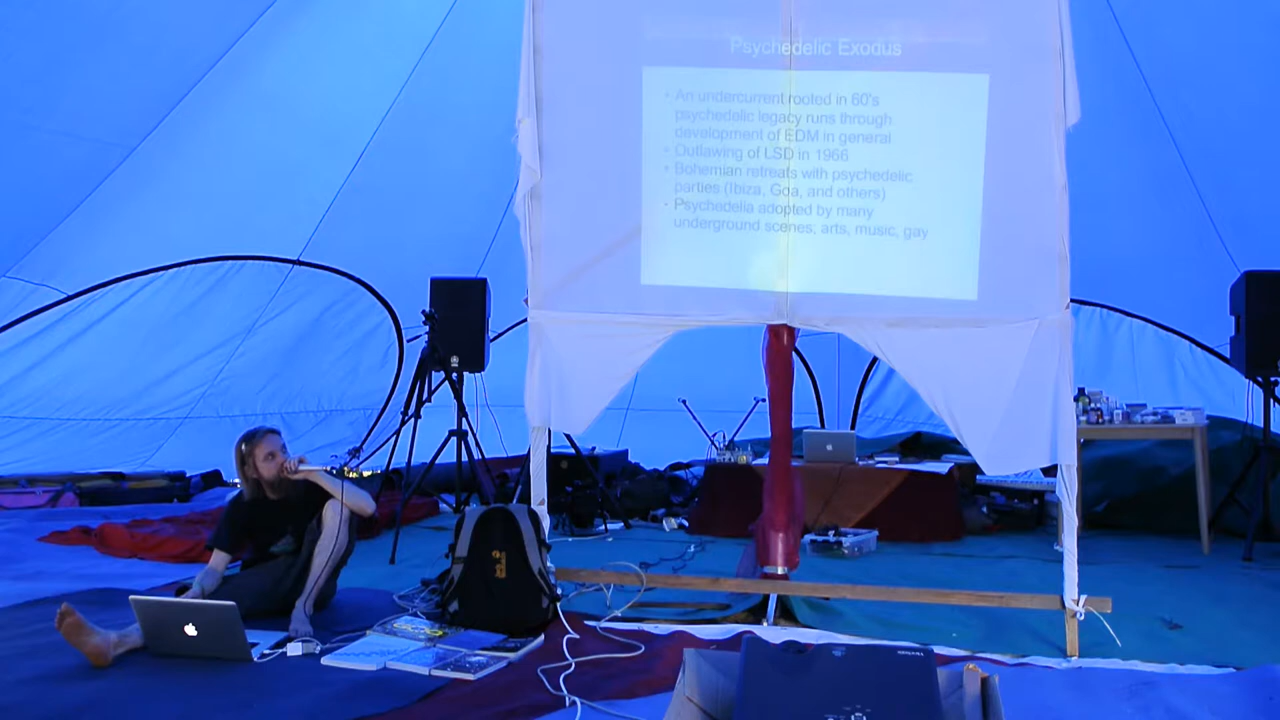 Psychedelic Exodus
• An undercurrent rooted in 60's
psychedelic legacy runs through
development of EDM in general
• Outlawing of LSD in 1966
• Bohemian retreats with psychedelic
parties (Ibiza, Goa, and others)
• Psychedelia adopted by many
underground scenes; arts, music, gay